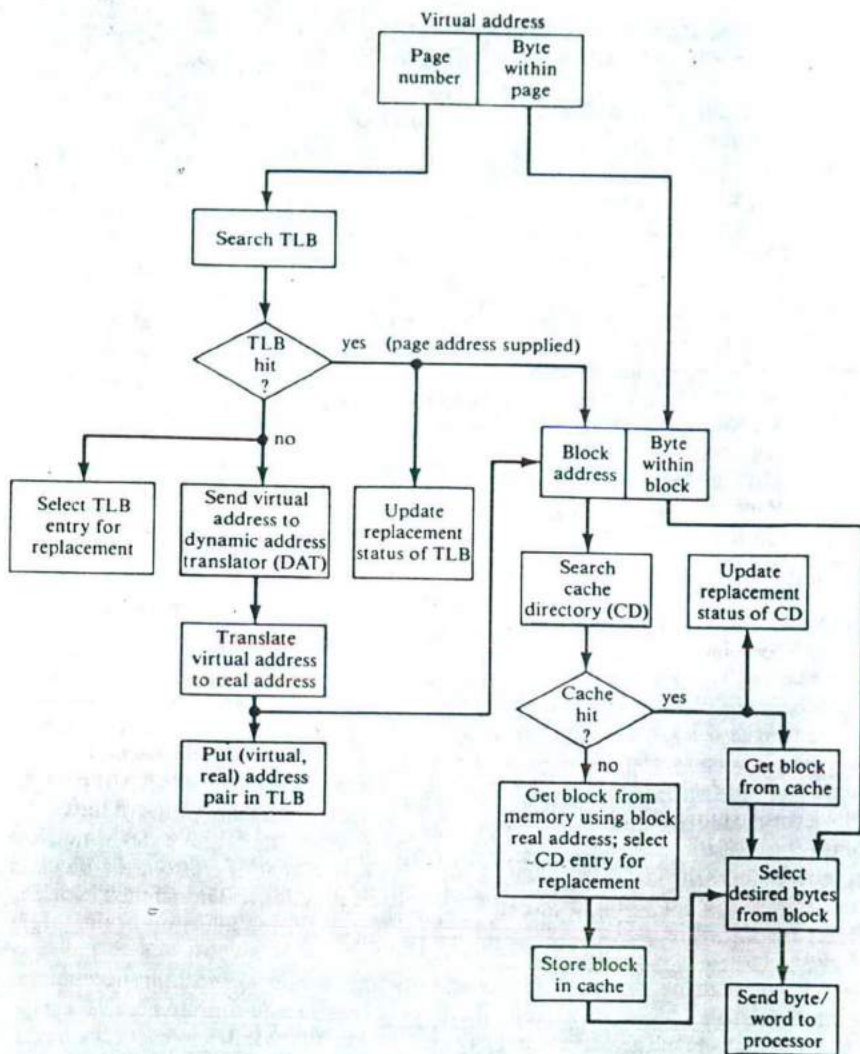 Virtual address
Page
number
Byte
within
page
Search TLB
TLB
hit
?
yes (page address supplied)
no
Select TLB
entry for
replacement
Send virtual
address to
dynamic address
translator (DAT)
Update
replacement
status of TLB
Block
address
Byte
within
block
Translate
virtual address
to real address
Search
cache
directory (CD)
Update
replacement
status of CD
Put (virtual,
real) address
pair in TLB
Cache
hit
?
yes
no
Get block
from cache
Get block from
memory using block
real address; select
CD entry for
replacement
Select
desired bytes
from block
Store block
in cache
Send byte/
word to
processor